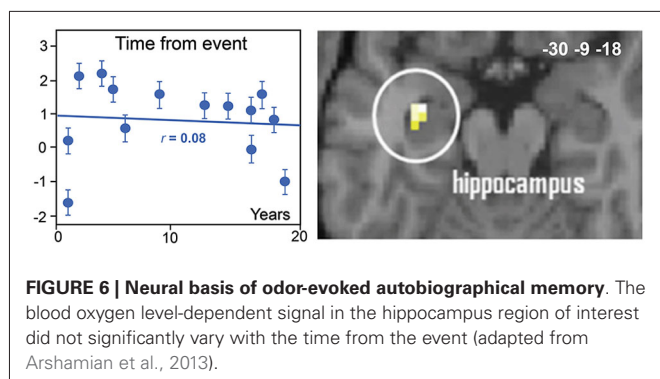 Time from event
3
2
1
0
-1
-2
r = 0.08
Years
0
10
20
-30 -9 -18
hippocampus
FIGURE 6 | Neural basis of odor-evoked autobiographical memory. The
blood oxygen level-dependent signal in the hippocampus region of interest
did not significantly vary with the time from the event (adapted from
Arshamian et al., 2013).